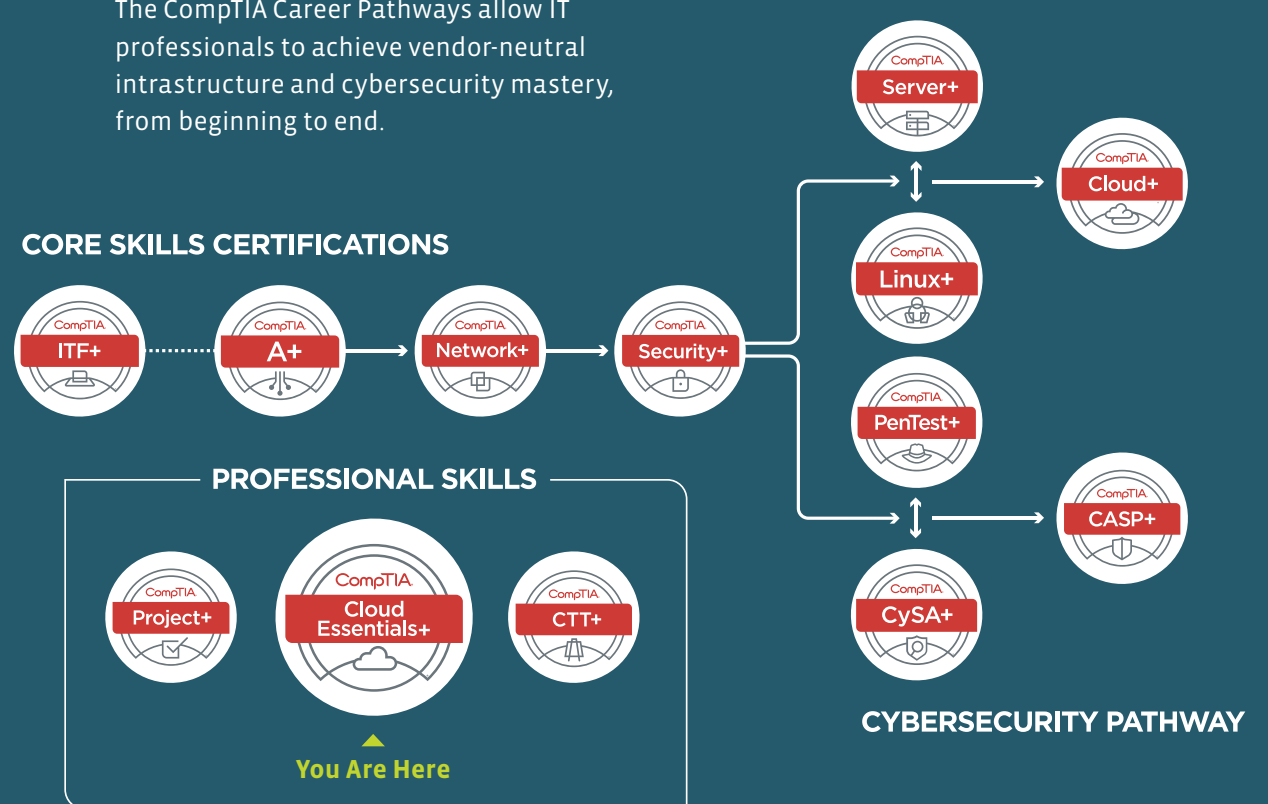 The CompTIA Career Pathways allow IT
professionals to achieve vendor-neutral
intrastructure and cybersecurity mastery,
from beginning to end.
CORE SKILLS CERTIFICATIONS
CompTIA
ITF+
CompTIA
A+
CompTIA
Network+
CompTIA
Security+
CompTIA
Server+
CompTIA
Cloud+
CompTIA
Linux+
CompTIA
PenTest+
CompTIA
CASP+
CompTIA
CySA+
CYBERSECURITY PATHWAY
PROFESSIONAL SKILLS
CompTIA
Project+
CompTIA
Cloud
Essentials+
CompTIA
CTT+
You Are Here